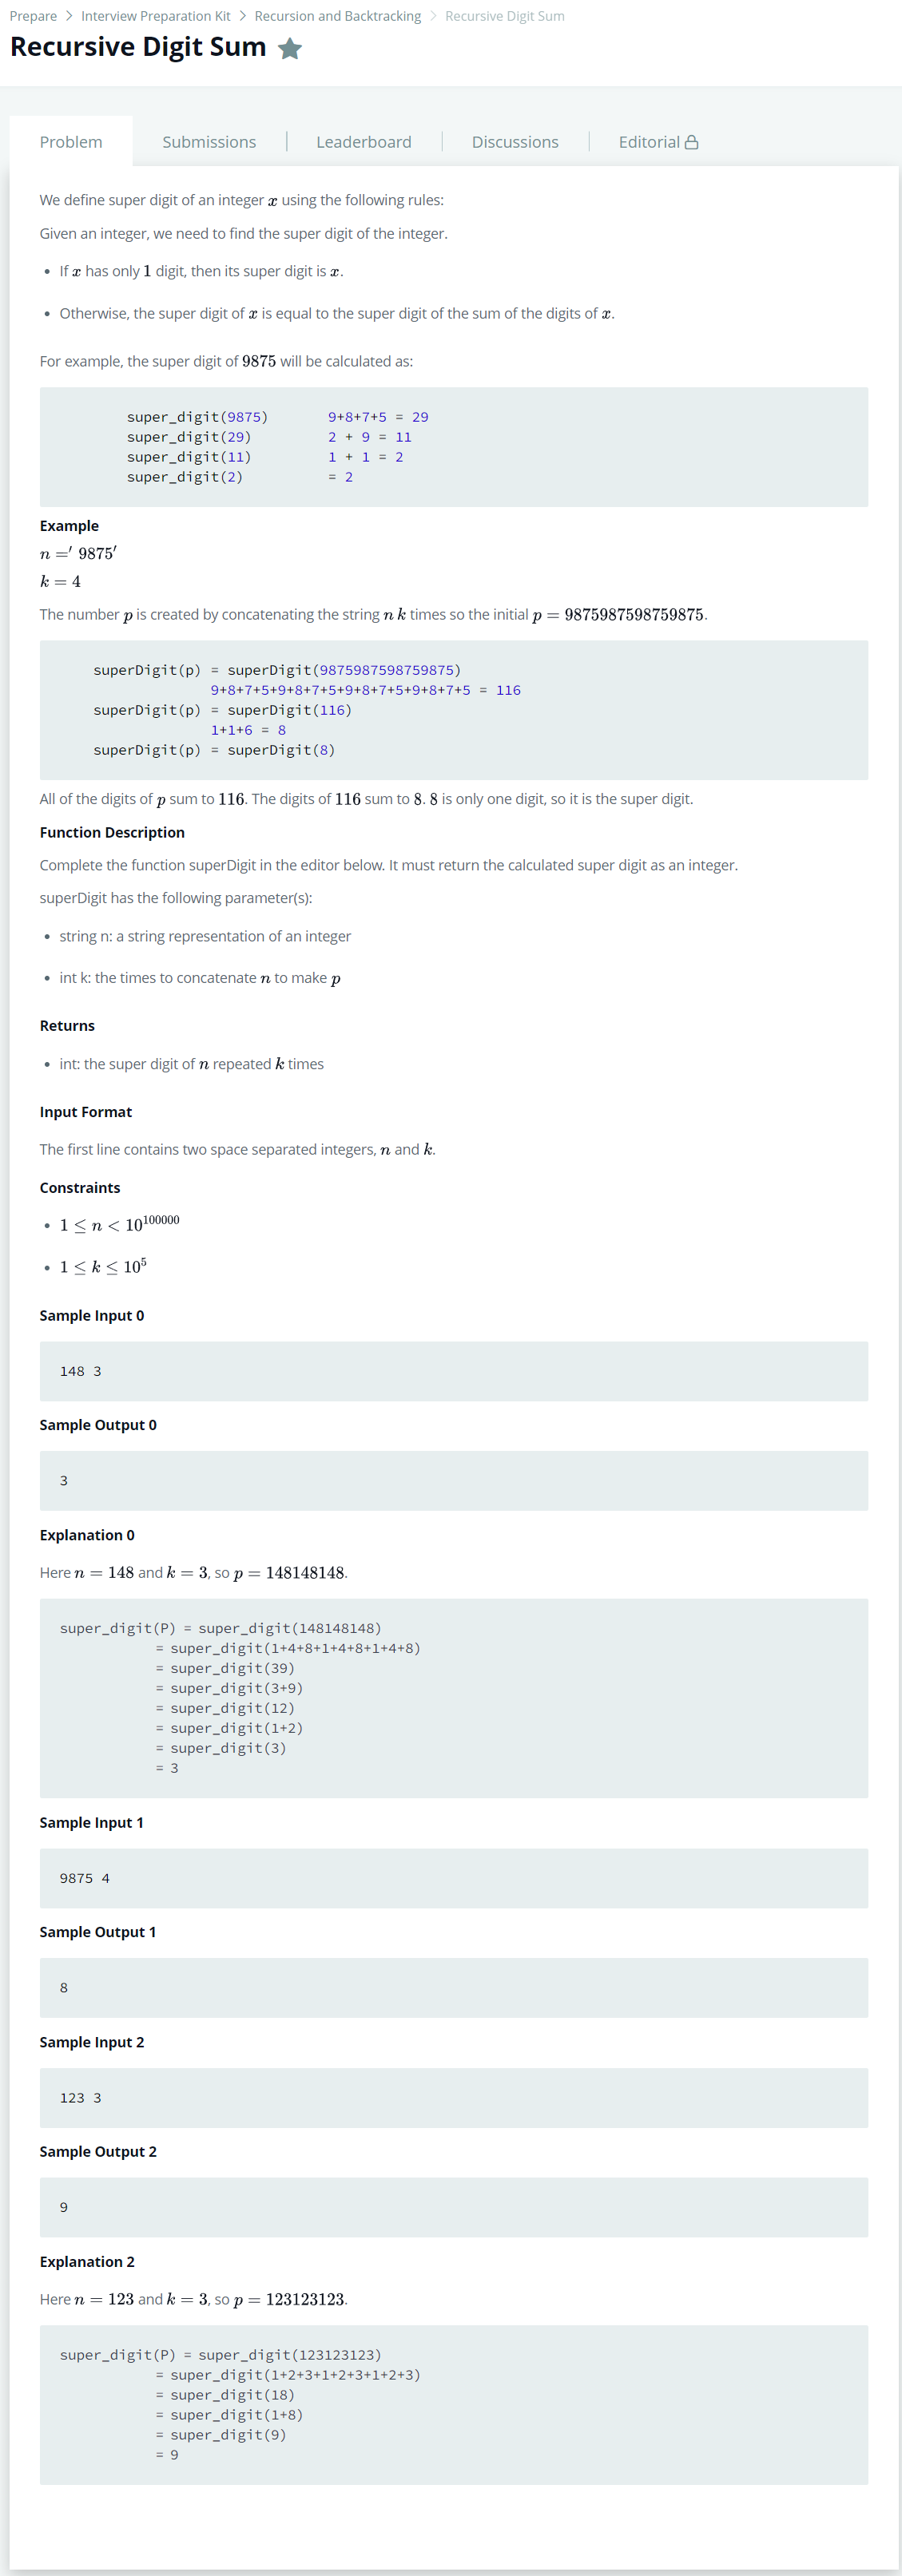 Prepare > Interview Preparation Kit > Recursion and Backtracking > Recursive Digit Sum
Recursive Digit Sum
Problem Submissions Leaderboard Discussions Editorial
We define super digit of an integer x using the following rules:
Given an integer, we need to find the super digit of the integer.
• If x has only 1 digit, then its super digit is x.
• Otherwise, the super digit of x is equal to the super digit of the sum of the digits of x.
For example, the super digit of 9875 will be calculated as:
super_digit(9875) 9+8+7+5 = 29
super_digit(29) 2 + 9 = 11
super_digit(11) 1 + 1 = 2
super_digit(2) = 2
Example
n =′ 9875′
k = 4
The number p is created by concatenating the string n k times so the initial p = 9875987598759875.
superDigit(p) = superDigit(9875987598759875)
9+8+7+5+9+8+7+5+9+8+7+5+9+8+7+5 = 116
superDigit(p) = superDigit(116)
1+1+6 = 8
superDigit(p) = superDigit(8)
All of the digits of p sum to 116. The digits of 116 sum to 8. 8 is only one digit, so it is the super digit.
Function Description
Complete the function superDigit in the editor below. It must return the calculated super digit as an integer.
superDigit has the following parameter(s):
• string n: a string representation of an integer
• int k: the times to concatenate n to make p
Returns
• int: the super digit of n repeated k times
Input Format
The first line contains two space separated integers, n and k.
Constraints
• 1 ≤ n < 10^100000
• 1 ≤ k ≤ 10^5
Sample Input 0
148 3
Sample Output 0
3
Explanation 0
Here n = 148 and k = 3, so p = 148148148.
super_digit(P) = super_digit(148148148)
= super_digit(1+4+8+1+4+8+1+4+8)
= super_digit(39)
= super_digit(3+9)
= super_digit(12)
= super_digit(1+2)
= super_digit(3)
= 3
Sample Input 1
9875 4
Sample Output 1
8
Sample Input 2
123 3
Sample Output 2
9
Explanation 2
Here n = 123 and k = 3, so p = 123123123.
super_digit(P) = super_digit(123123123)
= super_digit(1+2+3+1+2+3+1+2+3)
= super_digit(18)
= super_digit(1+8)
= super_digit(9)
= 9